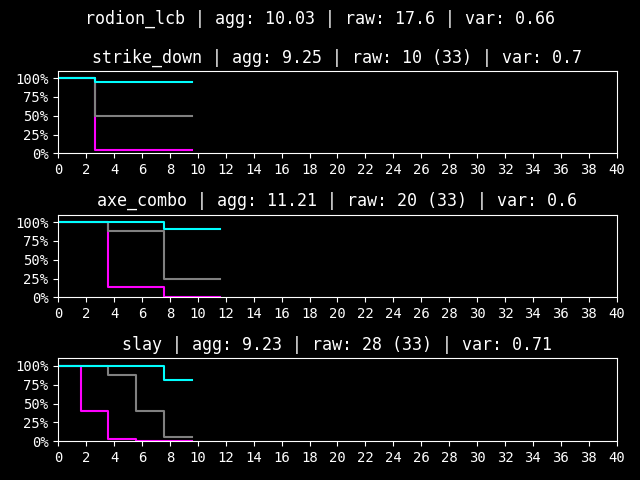 rodion_lcb | agg: 10.03 | raw: 17.6 | var: 0.66
strike_down | agg: 9.25 | raw: 10 (33) | var: 0.7
100%
75%
50%
25%
0%
0 2 4 6 8 10 12 14 16 18 20 22 24 26 28 30 32 34 36 38 40
axe_combo | agg: 11.21 | raw: 20 (33) | var: 0.6
100%
75%
50%
25%
0%
0 2 4 6 8 10 12 14 16 18 20 22 24 26 28 30 32 34 36 38 40
slay | agg: 9.23 | raw: 28 (33) | var: 0.71
100%
75%
50%
25%
0%
0 2 4 6 8 10 12 14 16 18 20 22 24 26 28 30 32 34 36 38 40